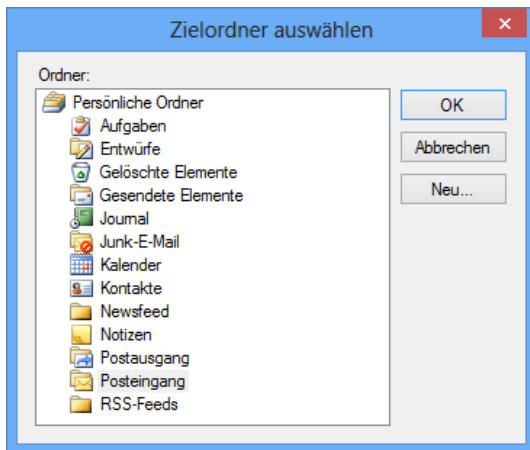 Zielordner auswählen
Ordner:
Persönliche Ordner
Aufgaben
Entwürfe
Gelöschte Elemente
Gesendete Elemente
Journal
Junk-E-Mail
Kalender
Kontakte
Newsfeed
Notizen
Postausgang
Posteingang
RSS-Feeds
OK
Abbrechen
Neu...